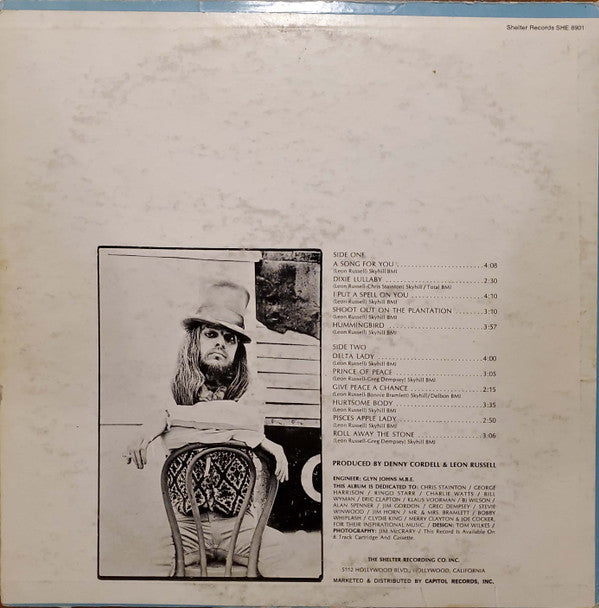 Shelter Records SHE 8901
SIDE ONE
A SONG FOR YOU .......................... 4:08
(Leon Russell) Skyhill BMI
DIXIE LULLABY ............................ 2:30
(Leon Russell-Chris Stainton) Skyhill / Total BMI
I PUT A SPELL ON YOU .................... 4:10
(Leon Russell) Skyhill BMI
SHOOT OUT ON THE PLANTATION ........ 3:10
(Leon Russell) Skyhill BMI
HUMMINGBIRD ............................ 3:57
(Leon Russell) Skyhill BMI
SIDE TWO
DELTA LADY .............................. 4:00
(Leon Russell) Skyhill BMI
PRINCE OF PEACE ......................... 3:05
(Leon Russell-Greg Dempsey) Skyhill BMI
GIVE PEACE A CHANCE ................... 2:15
(Leon Russell-Bonnie Bramlett) Skyhill/Delbon BMI
HURTSOME BODY ......................... 3:35
(Leon Russell) Skyhill BMI
PISCES APPLE LADY ....................... 2:50
(Leon Russell) Skyhill BMI
ROLL AWAY THE STONE .................. 3:06
(Leon Russell-Greg Dempsey) Skyhill BMI
PRODUCED BY DENNY CORDELL & LEON RUSSELL
ENGINEER: GLYN JOHNS M.B.E.
THIS ALBUM IS DEDICATED TO: CHRIS STAINTON / GEORGE
HARRISON / RINGO STARR / CHARLIE WATTS / BILL
WYMAN / ERIC CLAPTON / KLAUS VOORMAN / BJ WILSON /
ALAN SPENNER / JIM GORDON / GREG DEMPSEY / STEVIE
WINWOOD / JIM HORN / MR. & MRS. BRAMLETT / BOBBY
WHIPLASH / CLYDIE KING / MERRY CLAYTON & JOE COCKER,
FOR THEIR INSPIRATIONAL MUSIC. / DESIGN: TOM WILKES /
PHOTOGRAPHY: JIM McCRARY / This Record Is Available On
8 Track Cartridge And Cassette.
THE SHELTER RECORDING CO. INC.
5112 HOLLYWOOD BLVD., HOLLYWOOD, CALIFORNIA
MARKETED & DISTRIBUTED BY CAPITOL RECORDS, INC.